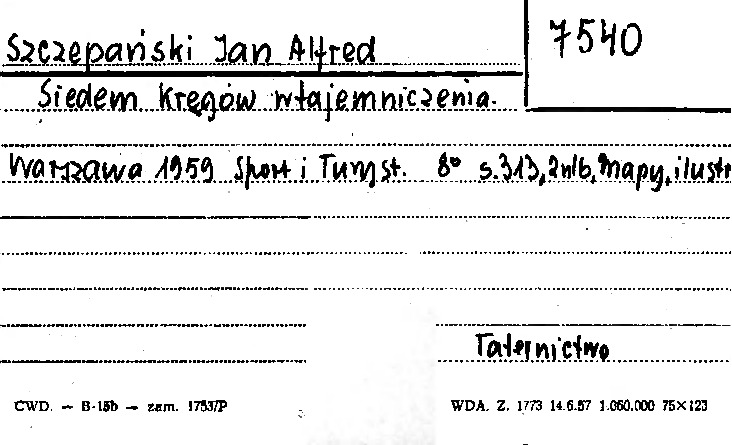 7540
Szczepański Jan Alfred
Siedem kręgów wtajemniczenia.
Warszawa 1959 Sport i Turyst. 8° s.313, 2nlb, mapy, ilustr
Taternictwo
CWD. — B-15b — zam. 1753/P
WDA. Z. 1773 14.6.57 1.060.000 75×123